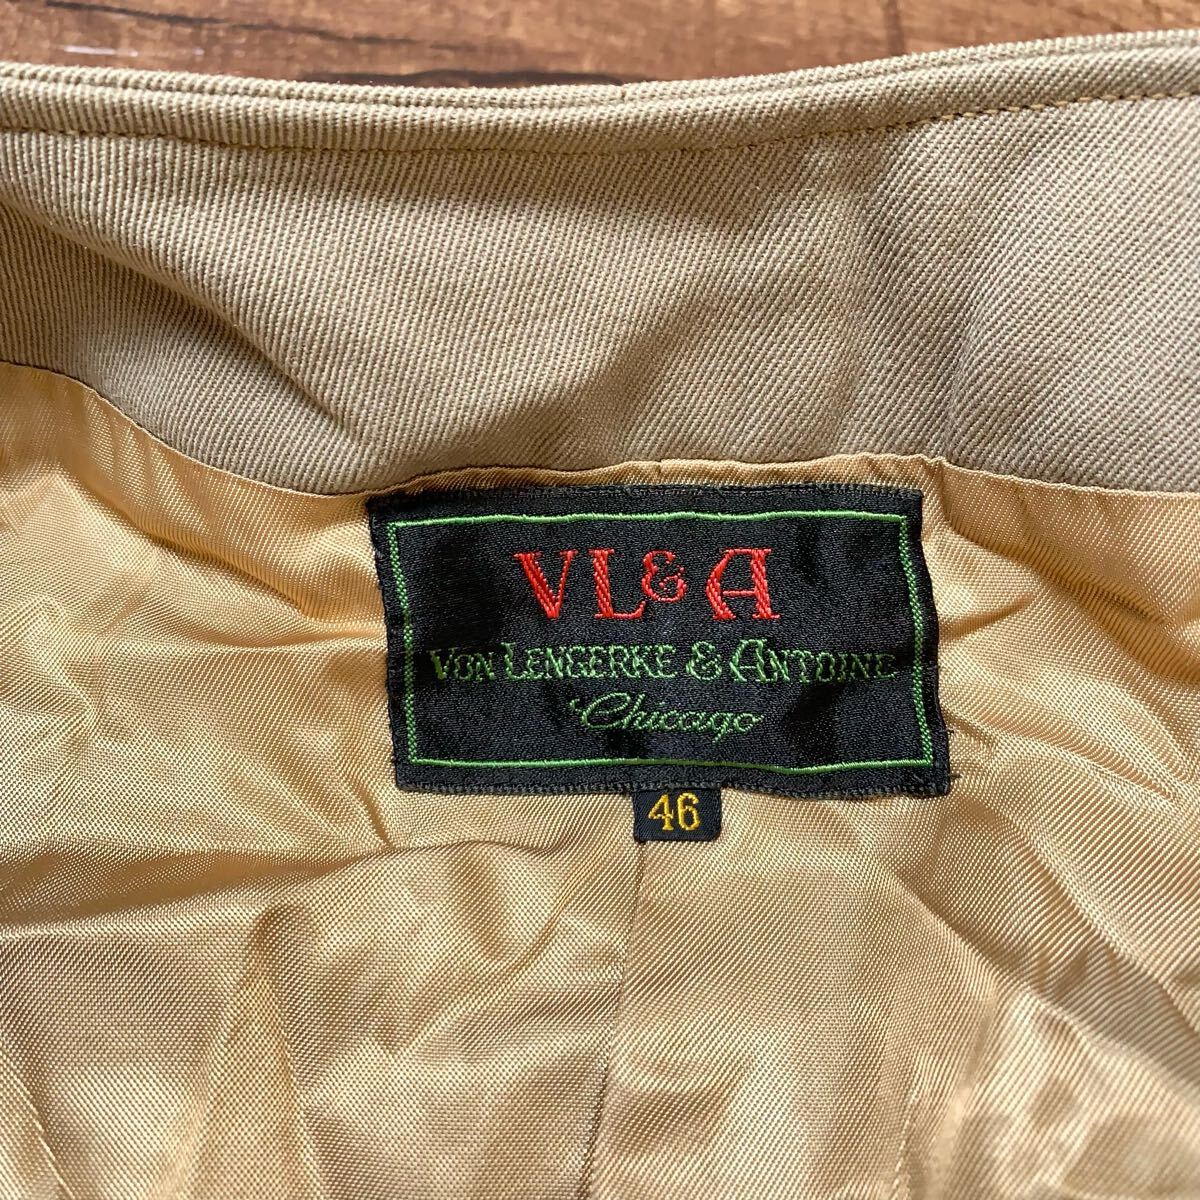 VL&A
VON LENGERKE & ANTOINE
Chicago
46